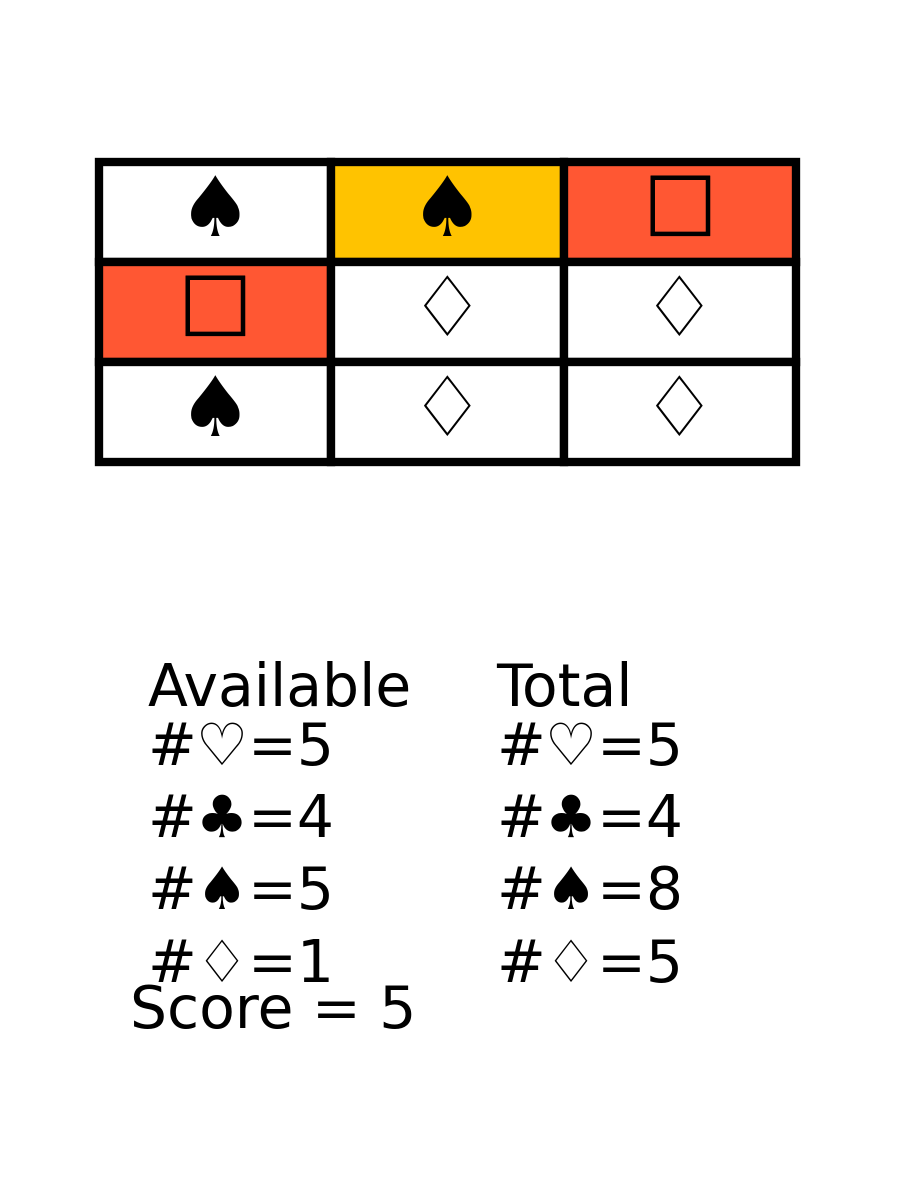 ♠ ♠ □
□ ♢ ♢
♠ ♢ ♢
Available Total
#♡=5 #♡=5
#♣=4 #♣=4
#♠=5 #♠=8
#♢=1 #♢=5
Score = 5